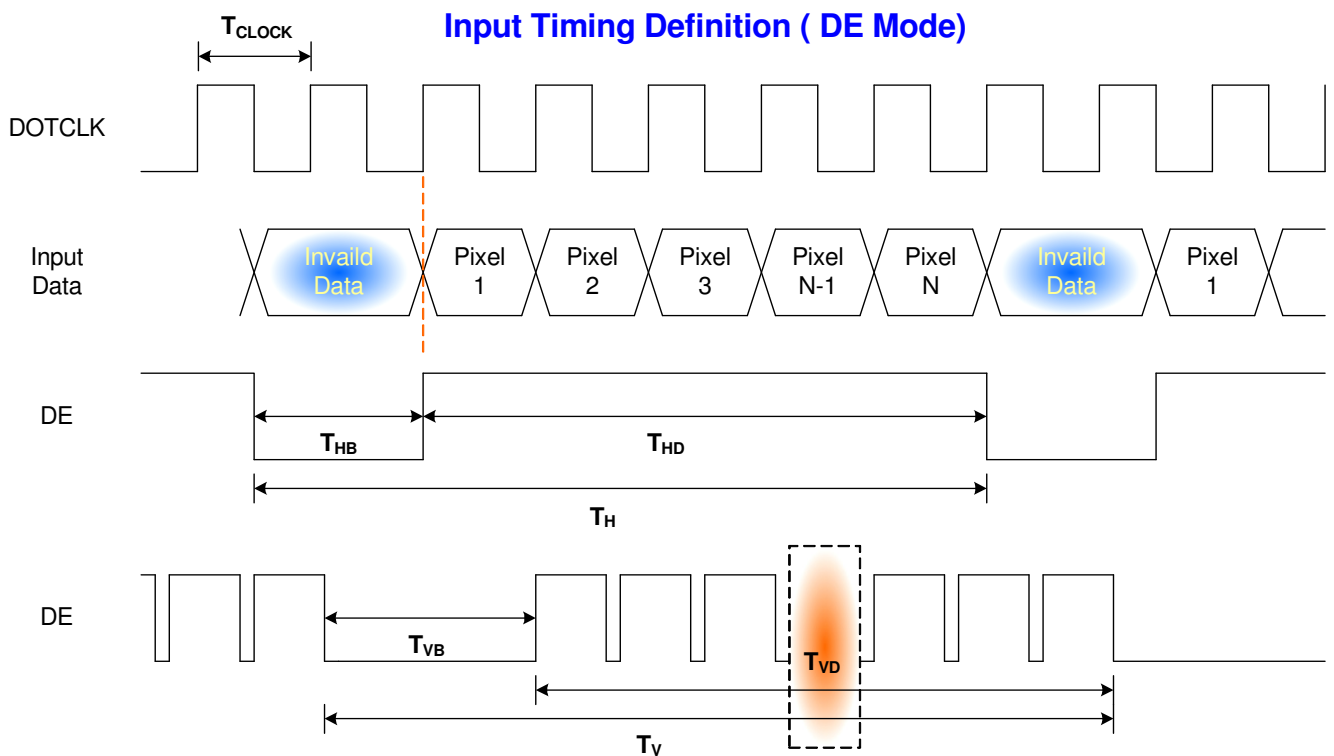 Input Timing Definition ( DE Mode)
TCLOCK
DOTCLK
Input
Data
Invaild
Data
Pixel
1
Pixel
2
Pixel
3
Pixel
N-1
Pixel
N
Invaild
Data
Pixel
1
DE
THB
THD
TH
DE
TVB
TVD
TV